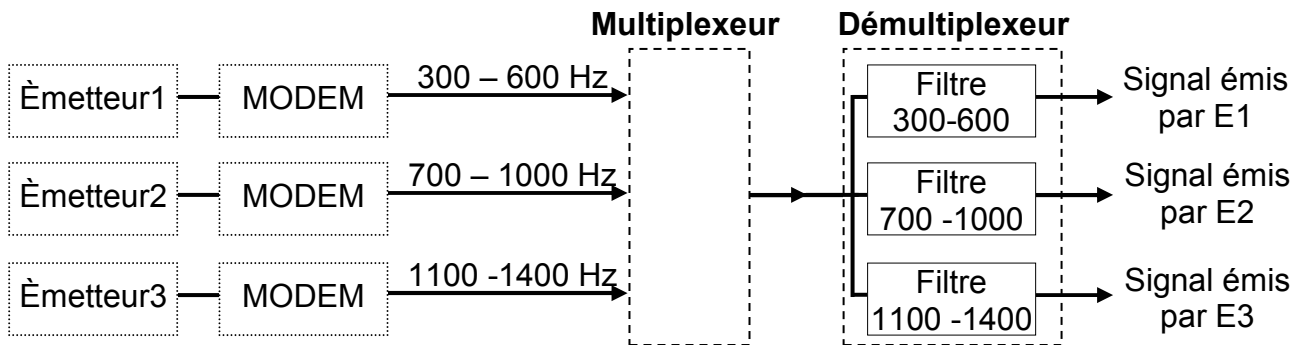 Multiplexeur
Démultiplexeur
Èmetteur1
MODEM
300 – 600 Hz
Filtre
300-600
Signal émis
par E1
Èmetteur2
MODEM
700 – 1000 Hz
Filtre
700 -1000
Signal émis
par E2
Èmetteur3
MODEM
1100 -1400 Hz
Filtre
1100 -1400
Signal émis
par E3